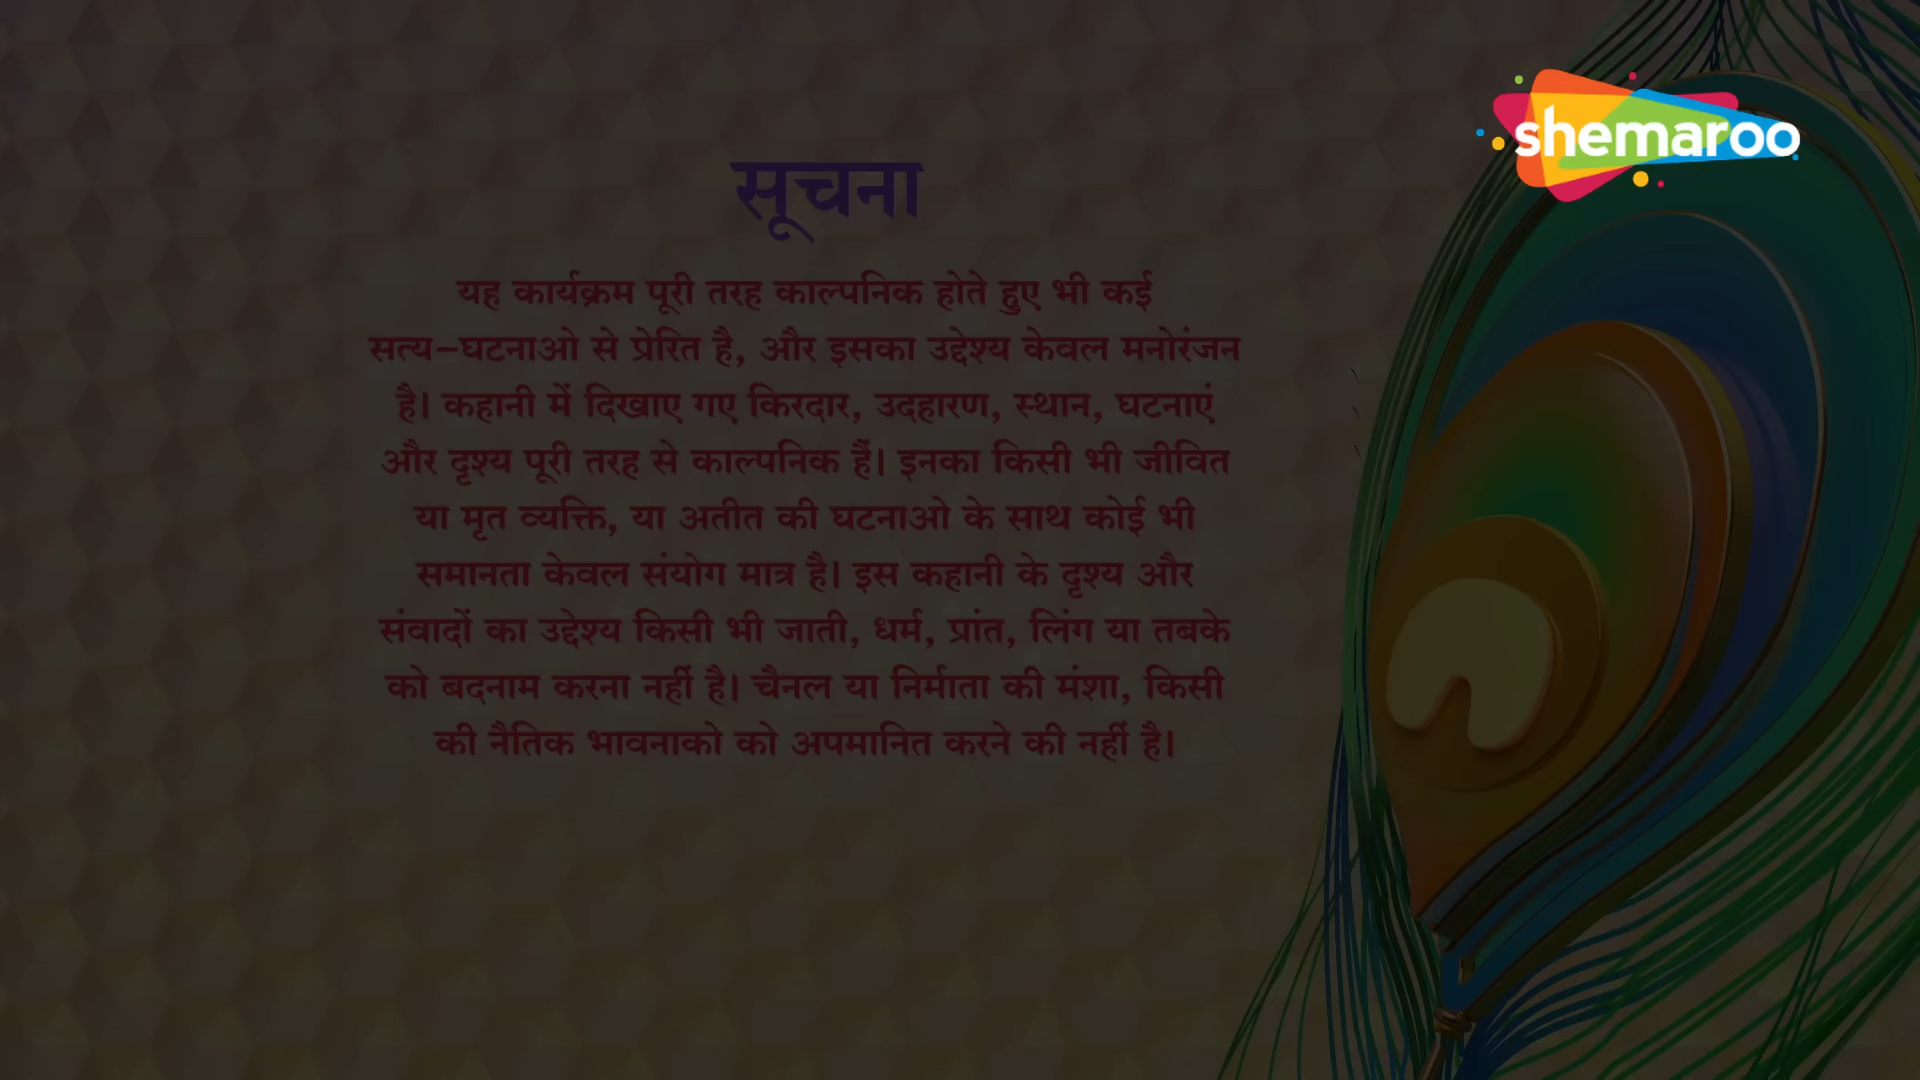 shemaroo
सूचना
यह कार्यक्रम पूरी तरह काल्पनिक होते हुए भी कई
सत्य-घटनाओ से प्रेरित है, और इसका उद्देश्य केवल मनोरंजन
है। कहानी में दिखाए गए किरदार, उदहारण, स्थान, घटनाएं
और दृश्य पूरी तरह से काल्पनिक हैं। इनका किसी भी जीवित
या मृत व्यक्ति, या अतीत की घटनाओ के साथ कोई भी
समानता केवल संयोग मात्र है। इस कहानी के दृश्य और
संवादों का उद्देश्य किसी भी जाती, धर्म, प्रांत, लिंग या तबके
को बदनाम करना नहीं है। चैनल या निर्माता की मंशा, किसी
की नैतिक भावनाको को अपमानित करने की नहीं है।